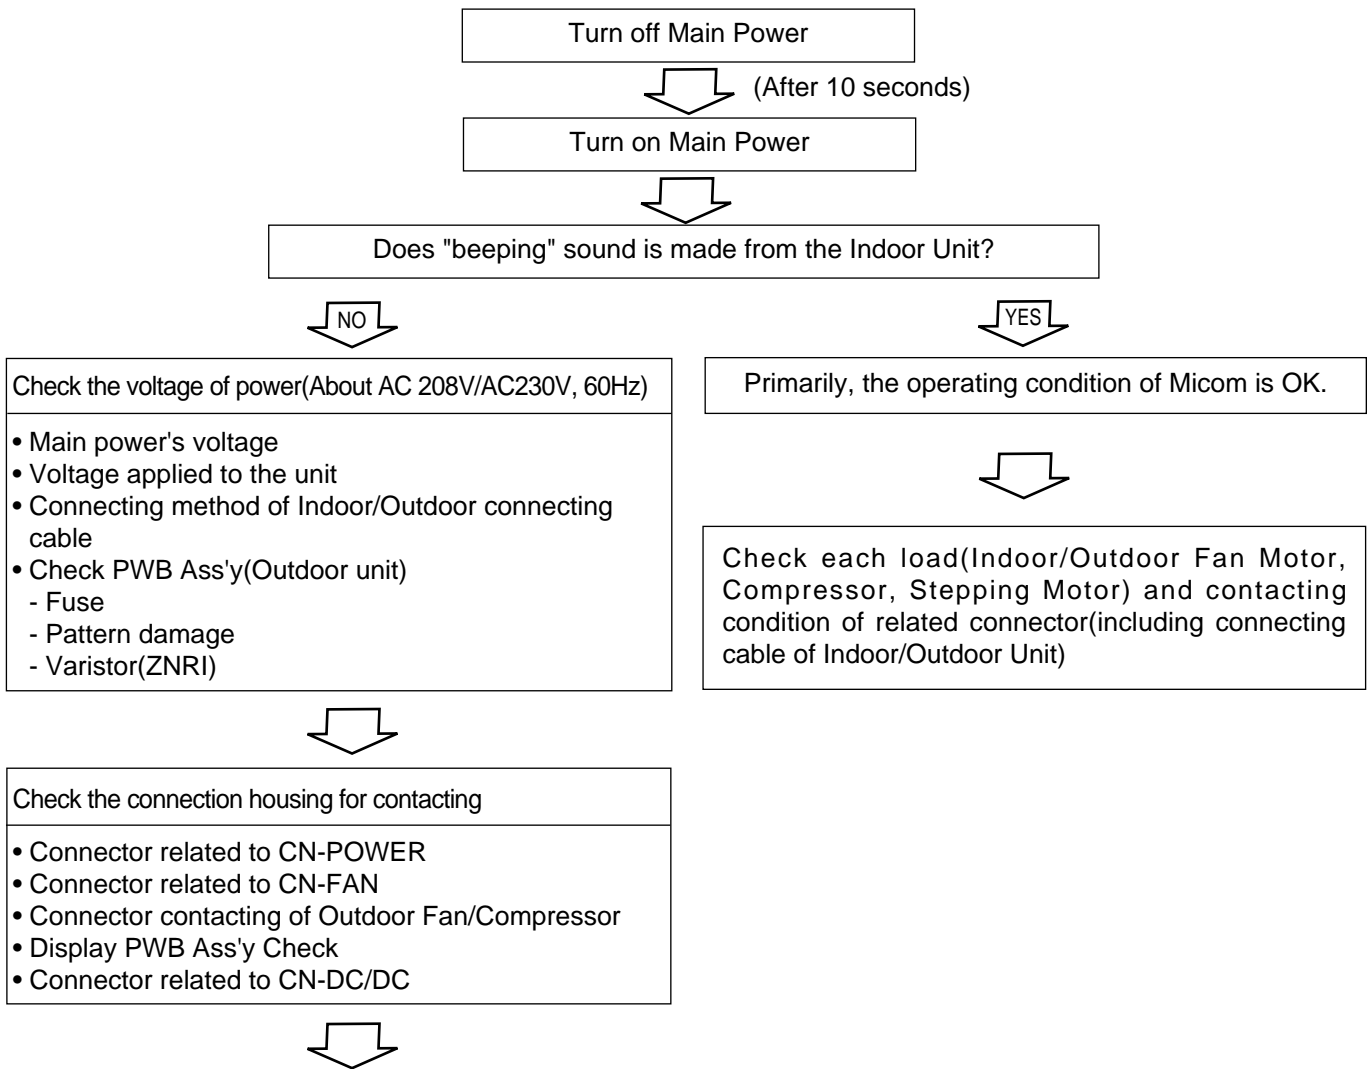 Turn off Main Power
(After 10 seconds)
Turn on Main Power
Does "beeping" sound is made from the Indoor Unit?
NO
YES
Check the voltage of power(About AC 208V/AC230V, 60Hz)
• Main power's voltage
• Voltage applied to the unit
• Connecting method of Indoor/Outdoor connecting
cable
• Check PWB Ass'y(Outdoor unit)
- Fuse
- Pattern damage
- Varistor(ZNRI)
Primarily, the operating condition of Micom is OK.
Check each load(Indoor/Outdoor Fan Motor,
Compressor, Stepping Motor) and contacting
condition of related connector(including connecting
cable of Indoor/Outdoor Unit)
Check the connection housing for contacting
• Connector related to CN-POWER
• Connector related to CN-FAN
• Connector contacting of Outdoor Fan/Compressor
• Display PWB Ass'y Check
• Connector related to CN-DC/DC